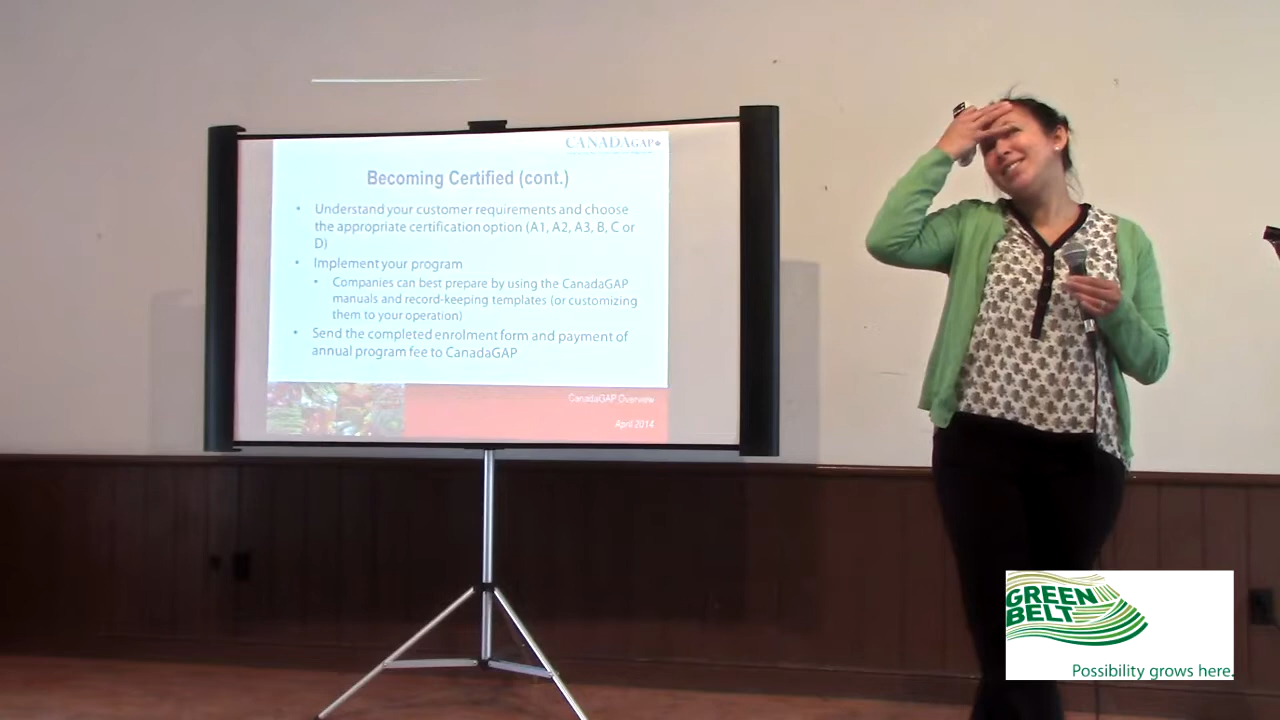 CANADAGAP
Becoming Certified (cont.)
• Understand your customer requirements and choose
the appropriate certification option (A1, A2, A3, B, C or
D)
• Implement your program
• Companies can best prepare by using the CanadaGAP
manuals and record-keeping templates (or customizing
them to your operation)
• Send the completed enrolment form and payment of
annual program fee to CanadaGAP
CanadaGAP Overview
April 2014
GREEN
BELT
Possibility grows here.